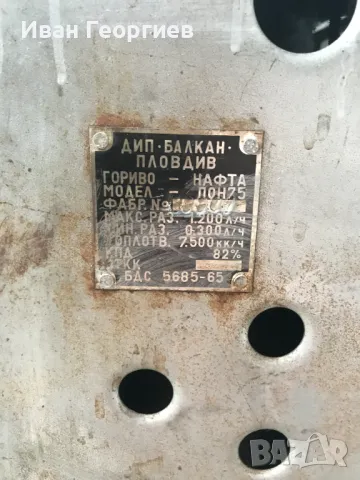 Иван Георгиев
ДИП·БАЛКАН·
ПЛОВДИВ
ГОРИВО – НАФТА
МОДЕЛ – ПОН75
ФАБР. №
МАКС. РАЗ. 1.200 Л/Ч
МИН. РАЗ. 0.300 Л/Ч
ТОПЛОТВ. 7.500 КК/Ч
КПД 82%
ОТКК
БДС 5685-65
BAZAR